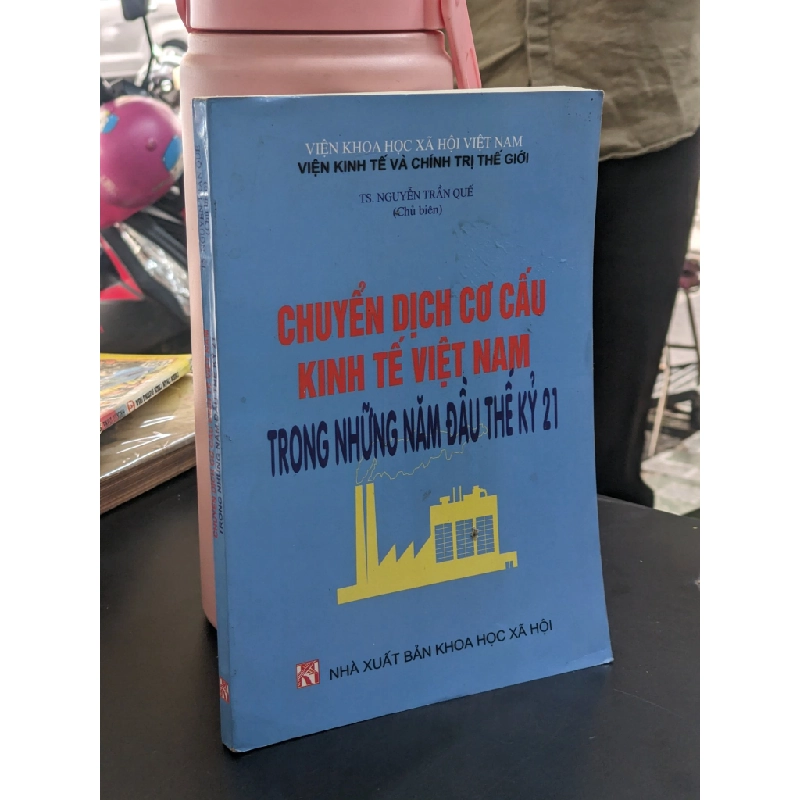 VIỆN KHOA HỌC XÃ HỘI VIỆT NAM
VIỆN KINH TẾ VÀ CHÍNH TRỊ THẾ GIỚI
TS. NGUYỄN TRẦN QUẾ
(Chủ biên)
CHUYỂN DỊCH CƠ CẤU
KINH TẾ VIỆT NAM
TRONG NHỮNG NĂM ĐẦU THẾ KỶ 21
NHÀ XUẤT BẢN KHOA HỌC XÃ HỘI